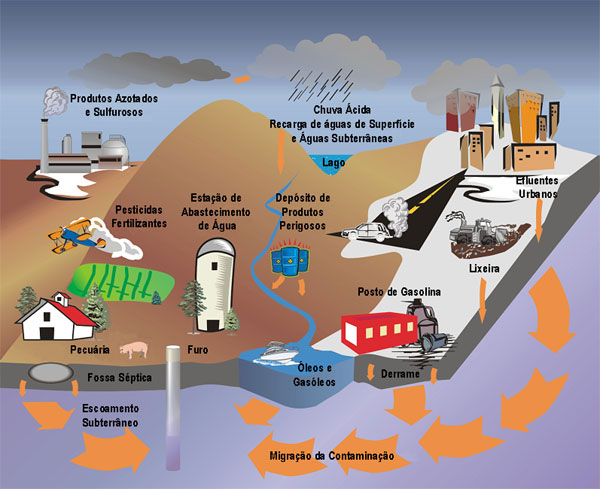 Produtos Azotados
e Sulfurosos
Chuva Ácida
Recarga de águas de Superfície
e Águas Subterrâneas
Lago
Efluentes
Urbanos
Pesticidas
Fertilizantes
Estação de
Abastecimento
de Água
Depósito de
Produtos
Perigosos
Lixeira
Posto de Gasolina
Pecuária
Furo
Fossa Séptica
Óleos e
Gasóleos
Derrame
Escoamento
Subterrâneo
Migração da Contaminação